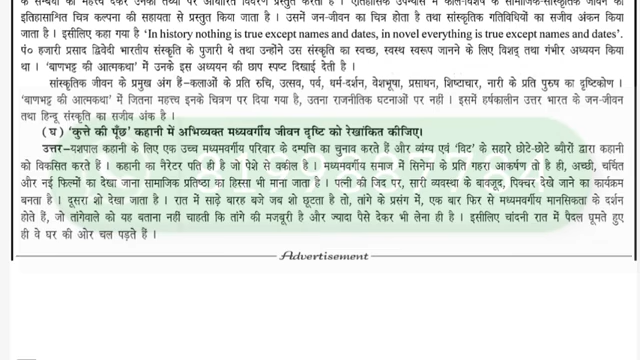 के सम्बन्धों को महत्त्व देकर उनका तथ्यों पर आधारित विवरण प्रस्तुत करता है । ऐतिहासिक उपन्यास में काल-विशेष के सामाजिक-सांस्कृतिक जीवन का
इतिहासाश्रित चित्र कल्पना की सहायता से प्रस्तुत किया जाता है । उसमें जन-जीवन का चित्र होता है तथा सांस्कृतिक गतिविधियों का सजीव अंकन किया
जाता है । इसीलिए कहा गया है ‘In history nothing is true except names and dates, in novel everything is true except names and dates’.
पं० हजारी प्रसाद द्विवेदी भारतीय संस्कृति के पुजारी थे तथा उन्होंने उस संस्कृति का स्वच्छ, स्वस्थ स्वरूप जानने के लिए विशद् तथा गंभीर अध्ययन किया
था । ‘बाणभट्ट की आत्मकथा’ में उनके इस अध्ययन की छाप स्पष्ट दिखाई देती है ।
सांस्कृतिक जीवन के प्रमुख अंग हैं–कलाओं के प्रति रुचि, उत्सव, पर्व, धर्म-दर्शन, वेशभूषा, प्रसाधन, शिष्टाचार, नारी के प्रति पुरुष का दृष्टिकोण ।
‘बाणभट्ट की आत्मकथा’ में जितना महत्त्व इनके चित्रण पर दिया गया है, उतना राजनीतिक घटनाओं पर नहीं । इसमें हर्षकालीन उत्तर भारत के जन-जीवन
तथा हिन्दू संस्कृति का सजीव अंक है ।
(घ) ‘कुत्ते की पूँछ’ कहानी में अभिव्यक्त मध्यवर्गीय जीवन दृष्टि को रेखांकित कीजिए।
उत्तर–यशपाल कहानी के लिए एक उच्च मध्यमवर्गीय परिवार के दम्पत्ति का चुनाव करते हैं और व्यंग्य एवं ‘विट’ के सहारे छोटे-छोटे ब्यौरों द्वारा कहानी
को विकसित करते हैं । कहानी का नैरेटर पति ही है जो पेशे से वकील है । मध्यमवर्गीय समाज में सिनेमा के प्रति गहरा आकर्षण तो है ही, अच्छी, चर्चित
और नई फिल्मों का देखा जाना सामाजिक प्रतिष्ठा का हिस्सा भी माना जाता है । पत्नी की जिद पर, सारी व्यवस्था के बावजूद, पिक्चर देखे जाने का कार्यक्रम
बनता है । दूसरा शो देखा जाता है । रात में साढ़े बारह बजे जब शो छूटता है तो, तांगे के प्रसंग में, एक बार फिर से मध्यमवर्गीय मानसिकता के दर्शन
होते हैं, जो तांगेवाले को यह बताना नहीं चाहती कि तांगे की मजबूरी है और ज्यादा पैसे देकर भी लेना ही है । इसीलिए चांदनी रात में पैदल घूमते हुए
ही वे घर की ओर चल पड़ते हैं ।
Advertisement